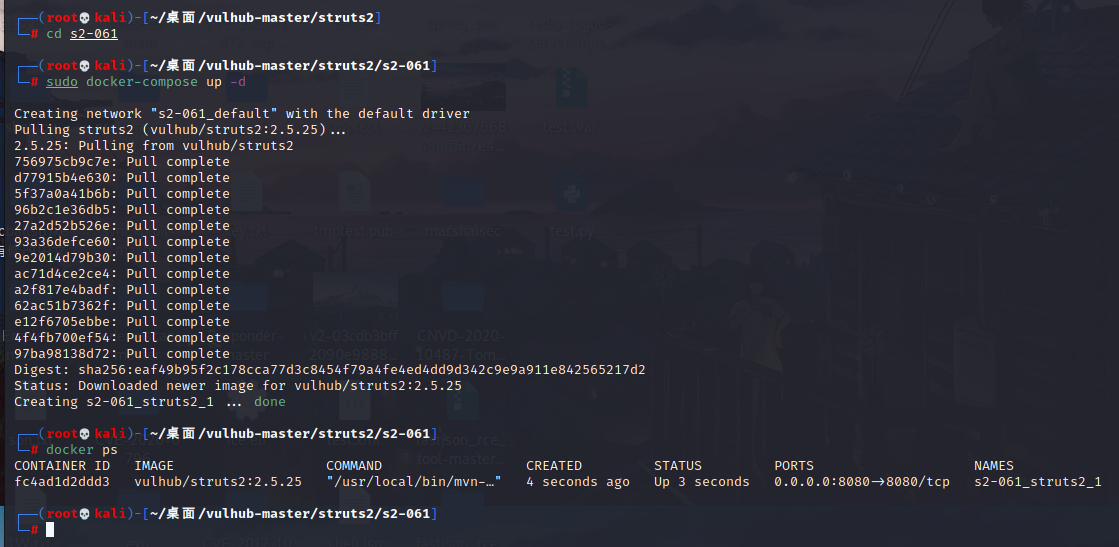 ┌──(root💀kali)-[~/桌面/vulhub-master/struts2]
└─# cd s2-061
┌──(root💀kali)-[~/桌面/vulhub-master/struts2/s2-061]
└─# sudo docker-compose up -d
Creating network "s2-061_default" with the default driver
Pulling struts2 (vulhub/struts2:2.5.25)...
2.5.25: Pulling from vulhub/struts2
756975cb9c7e: Pull complete
d77915b4e630: Pull complete
5f37a0a41b6b: Pull complete
96b2c1e36db5: Pull complete
27a2d52b526e: Pull complete
93a36defce60: Pull complete
9e2014d79b30: Pull complete
ac71d4ce2ce4: Pull complete
a2f817e4badf: Pull complete
62ac51b7362f: Pull complete
e12f6705ebbe: Pull complete
4f4fb700ef54: Pull complete
97ba98138d72: Pull complete
Digest: sha256:eaf49b95f2c178cca77d3c8454f79a4fe4ed4dd9d342c9e9a911e842565217d2
Status: Downloaded newer image for vulhub/struts2:2.5.25
Creating s2-061_struts2_1 ... done
┌──(root💀kali)-[~/桌面/vulhub-master/struts2/s2-061]
└─# docker ps
CONTAINER ID IMAGE COMMAND CREATED STATUS PORTS NAMES
fc4ad1d2ddd3 vulhub/struts2:2.5.25 "/usr/local/bin/mvn-…" 4 seconds ago Up 3 seconds 0.0.0.0:8080->8080/tcp s2-061_struts2_1
┌──(root💀kali)-[~/桌面/vulhub-master/struts2/s2-061]
└─#